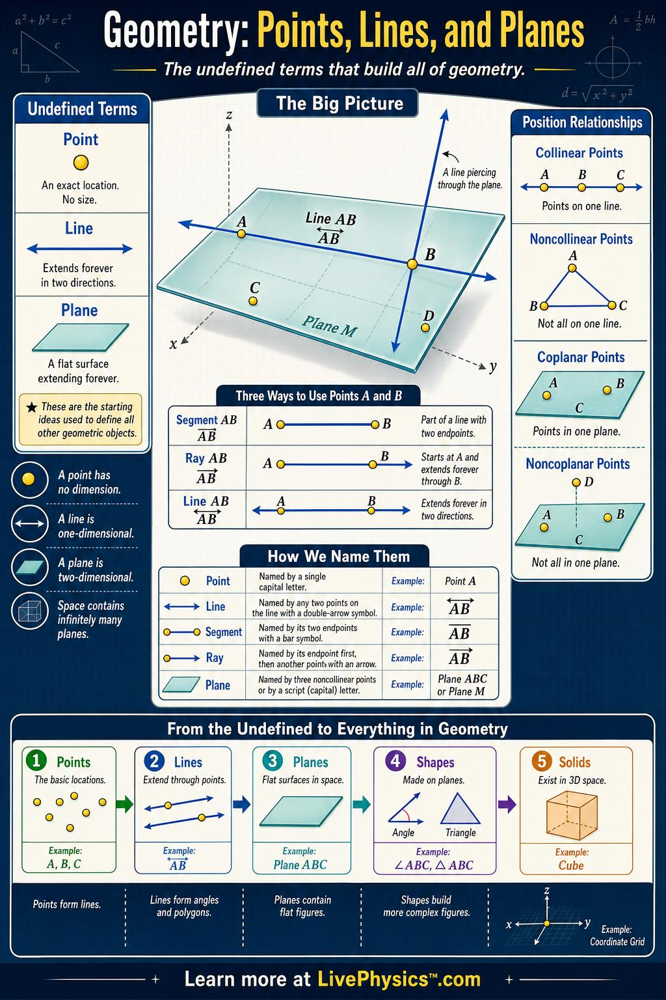 a² + b² = c²
a
c
b
Geometry: Points, Lines, and Planes
The undefined terms that build all of geometry.
A = 1/2 bh
d = √x² + y²
Undefined Terms
Point
An exact location.
No size.
Line
Extends forever
in two directions.
Plane
A flat surface
extending forever.
★ These are the starting
ideas used to define all
other geometric objects.
A point has
no dimension.
A line is
one-dimensional.
A plane is
two-dimensional.
Space contains
infinitely many
planes.
The Big Picture
z
A line piercing
through the plane.
Line AB
AB
A
B
C
D
Plane M
x
y
Three Ways to Use Points A and B
Segment AB
AB
A
B
Part of a line with
two endpoints.
Ray AB
AB
A
B
Starts at A and
extends forever
through B.
Line AB
AB
A
B
Extends forever in
two directions.
How We Name Them
Point
Named by a single
capital letter.
Example:
Point A
Line
Named by any two points on
the line with a double-arrow symbol.
Example:
AB
Segment
Named by its two endpoints
with a bar symbol.
Example:
AB
Ray
Named by its endpoint first,
Example:
AB
Plane
Named by three noncollinear points
or by a script (capital) letter.
Example:
Plane ABC
or Plane M
Position Relationships
Collinear Points
A B C
Points on one line.
Noncollinear Points
A
B C
Not all on one line.
Coplanar Points
A B
C
Points in one plane.
Noncoplanar Points
D
A B
C
Not all in one plane.
From the Undefined to Everything in Geometry
1 Points
The basic locations.
Example:
A, B, C
2 Lines
Extend through points.
Example:
AB
3 Planes
Flat surfaces in space.
Example:
Plane ABC
4 Shapes
Made on planes.
Angle Triangle
Example:
∠ABC, △ABC
5 Solids
Exist in 3D space.
Example:
Cube
Points form lines.
Lines form angles
and polygons.
Planes contain
flat figures.
Shapes build
more complex figures.
z
x y
Example:
Coordinate Grid
Learn more at LivePhysics™.com